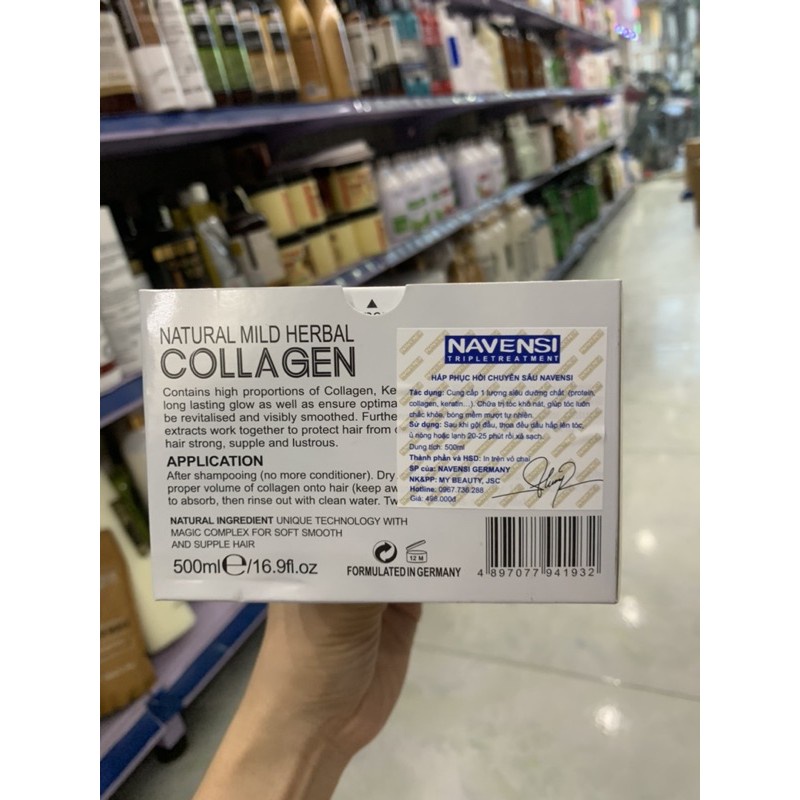 NATURAL MILD HERBAL
COLLAGEN
Contains high proportions of Collagen, Ke
long lasting glow as well as ensure optima
be revitalised and visibly smoothed. Furthe
extracts work together to protect hair from
hair strong, supple and lustrous.
APPLICATION
After shampooing (no more conditioner). Dry
proper volume of collagen onto hair (keep aw
to absorb, then rinse out with clean water. Tw
NATURAL INGREDIENT UNIQUE TECHNOLOGY WITH
MAGIC COMPLEX FOR SOFT SMOOTH
AND SUPPLE HAIR
500ml℮/16.9fl.oz
12 M
FORMULATED IN GERMANY
NAVENSI
TRIPLETREATMENT
HẤP PHỤC HỒI CHUYÊN SÂU NAVENSI
Tác dụng: Cung cấp 1 lượng siêu dưỡng chất (protein,
collagen, keratin...). Chữa trị tóc khô hát, giúp tóc luôn
chắc khỏe, bóng mềm mượt tự nhiên.
Sử dụng: Sau khi gội đầu, thoa đều dầu hấp lên tóc,
ủ nóng hoặc lạnh 20-25 phút rồi xả sạch.
Dung tích: 500ml
Thành phần và HSD: In trên vỏ chai
SP của: NAVENSI GERMANY
NK&PP: MY BEAUTY, JSC
Hotline: 0967.736.288
Giá: 498.000đ
4 897077 941932